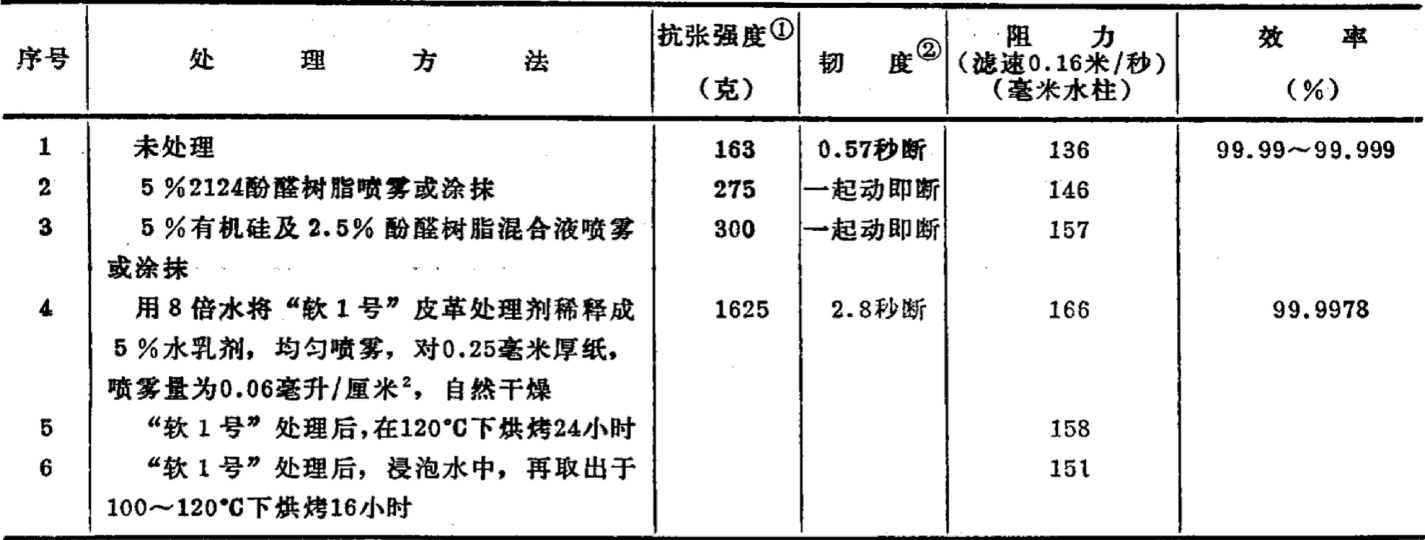 序号 处理方法 抗张强度① (克) 韧度② 阻力 (滤速0.16米/秒) (毫米水柱) 效率 (%)
1 未处理 163 0.57秒断 136 99.99～99.999
2 5%2124酚醛树脂喷雾或涂抹 275 一起动即断 146
3 5%有机硅及2.5%酚醛树脂混合液喷雾 300 一起动即断 157
或涂抹
4 用8倍水将“软1号”皮革处理剂稀释成 1625 2.8秒断 166 99.9978
5%水乳剂，均匀喷雾，对0.25毫米厚纸，
喷雾量为0.06毫升/厘米²，自然干燥
5 “软1号”处理后，在120°C下烘烤24小时 158
6 “软1号”处理后，浸泡水中，再取出于 151
100～120°C下烘烤16小时